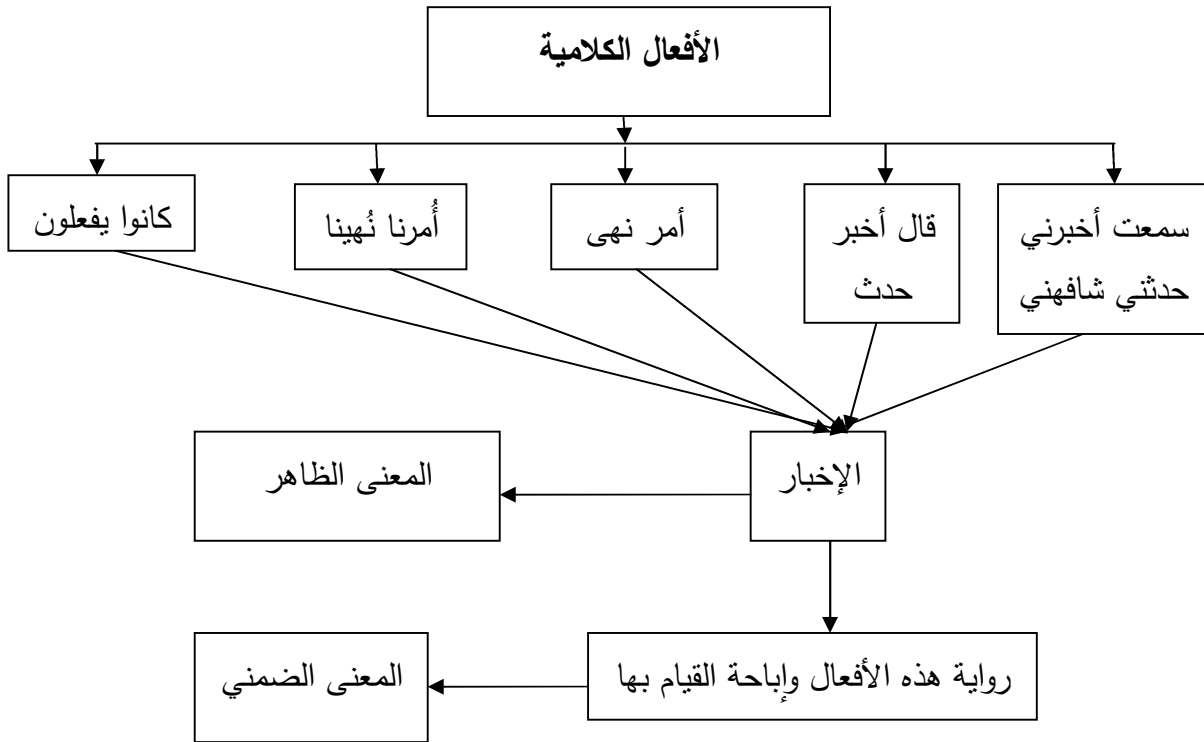 الأفعال الكلامية
سمعت أخبرني
حدثتي شافهني
قال أخبر
حدث
أمر نهى
أُمرنا نُهينا
كانوا يفعلون
الإخبار
المعنى الظاهر
رواية هذه الأفعال وإباحة القيام بها
المعنى الضمني